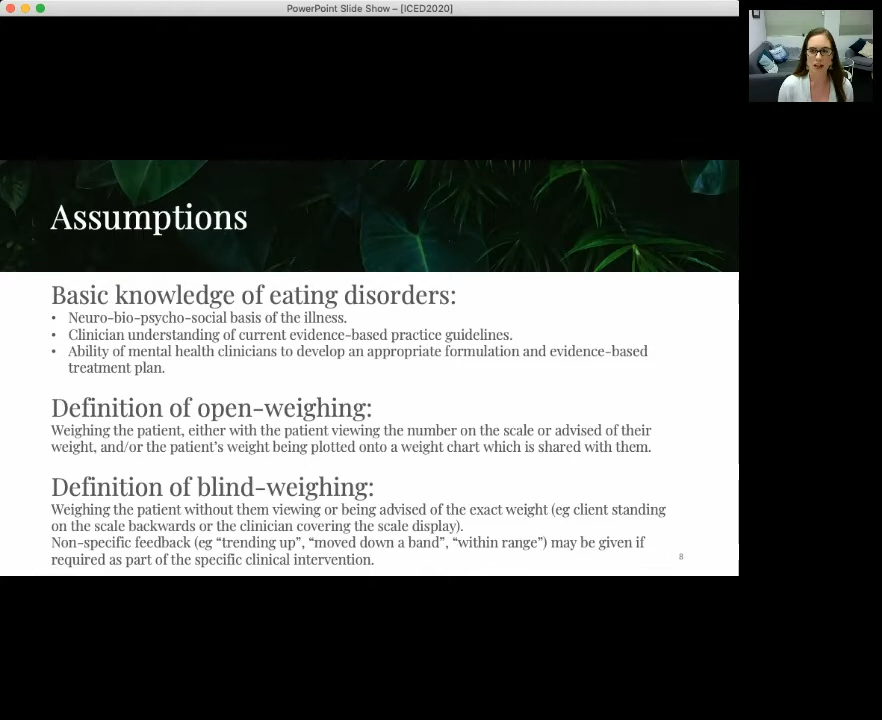 PowerPoint Slide Show – [ICED2020]
Assumptions
Basic knowledge of eating disorders:
• Neuro-bio-psycho-social basis of the illness.
• Clinician understanding of current evidence-based practice guidelines.
• Ability of mental health clinicians to develop an appropriate formulation and evidence-based
treatment plan.
Definition of open-weighing:
Weighing the patient, either with the patient viewing the number on the scale or advised of their
weight, and/or the patient’s weight being plotted onto a weight chart which is shared with them.
Definition of blind-weighing:
Weighing the patient without them viewing or being advised of the exact weight (eg client standing
on the scale backwards or the clinician covering the scale display).
Non-specific feedback (eg “trending up”, “moved down a band”, “within range”) may be given if
required as part of the specific clinical intervention.
8